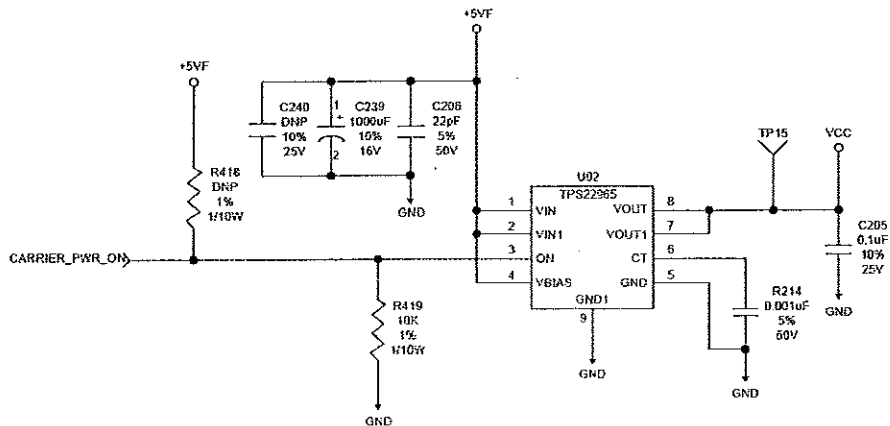 +5VF
+5VF
C240
DNP
10%
25V
1
+
2
C239
1000uF
10%
16V
C208
22pF
5%
50V
GND
R418
DNP
1%
1/10W
CARRIER_PWR_ON
R419
10K
1%
1/10W
GND
U02
TPS22965
1
VIN
2
VIN1
3
ON
4
VBIAS
VOUT
8
VOUT1
7
CT
6
GND
5
GND1
9
GND
TP15
VCC
C205
0.1uF
10%
25V
GND
R214
0.001uF
5%
50V
GND